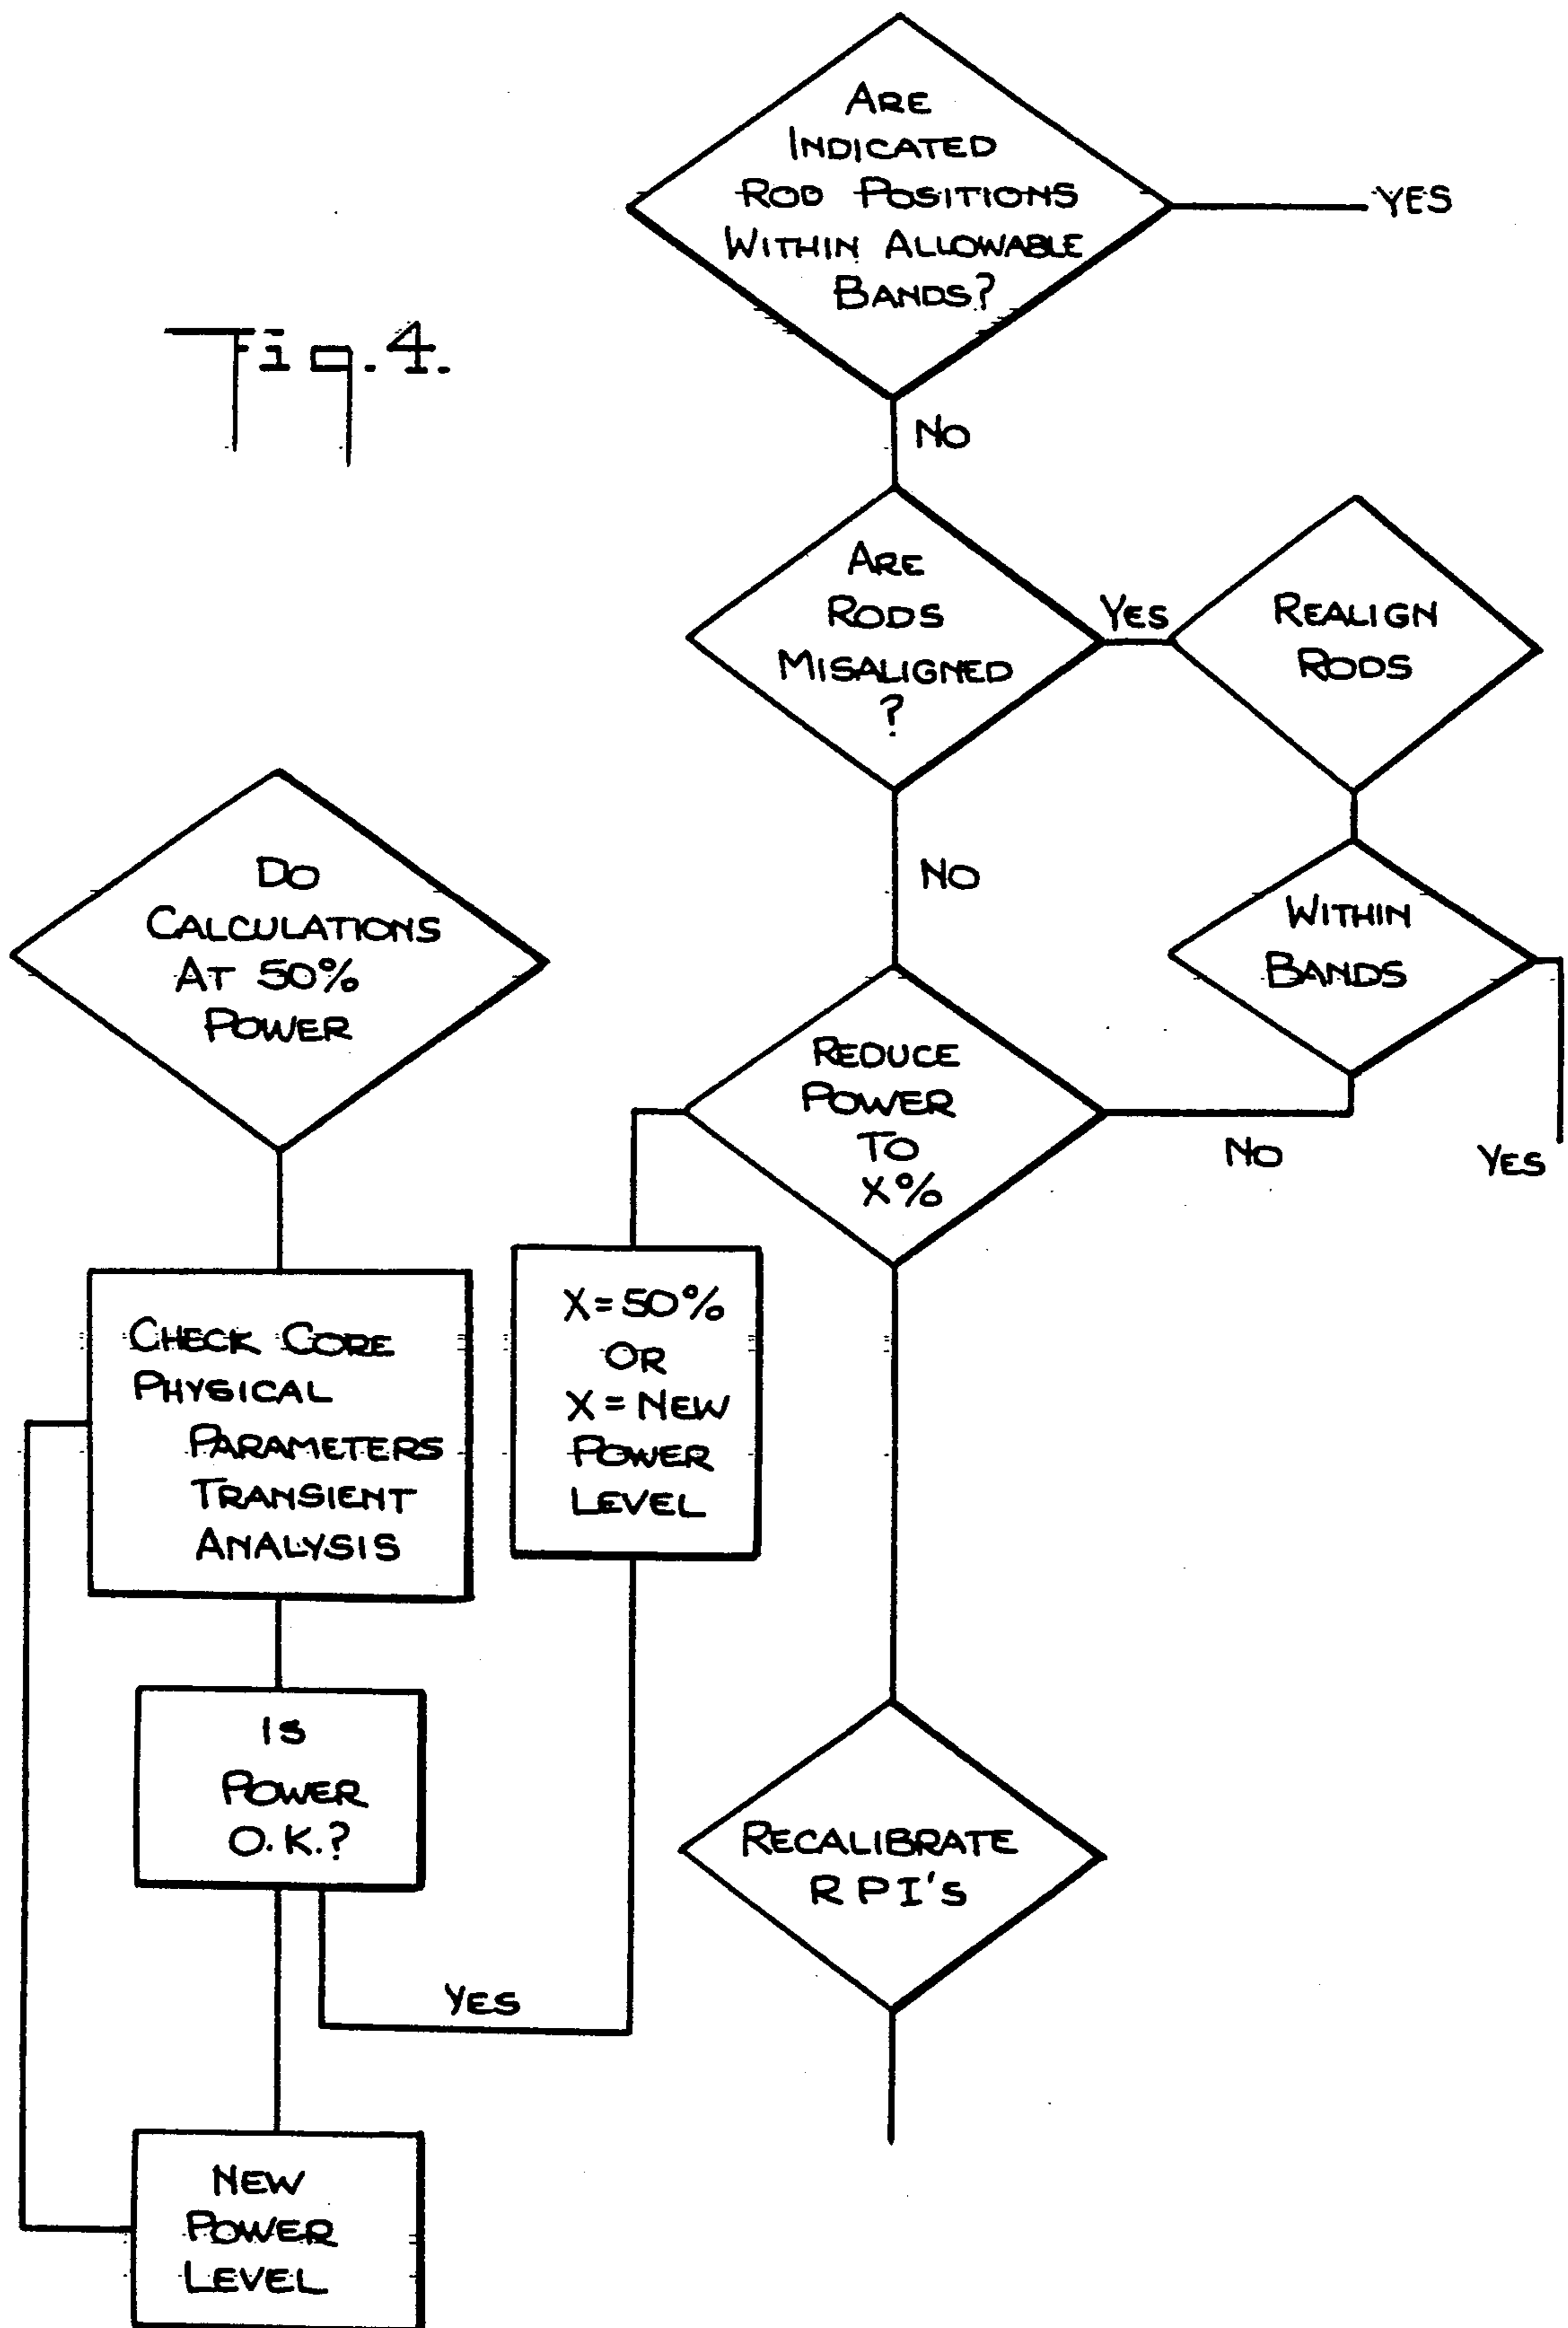 Fig. 4.
ARE
INDICATED
ROD POSITIONS
WITHIN ALLOWABLE
BANDS?
YES
NO
ARE
RODS
MISALIGNED
?
YES
REALIGN
RODS
NO
WITHIN
BANDS
YES
NO
REDUCE
POWER
TO
X%
DO
CALCULATIONS
AT 50%
POWER
CHECK CORE
PHYSICAL
PARAMETERS
TRANSIENT
ANALYSIS
X=50%
OR
X=NEW
POWER
LEVEL
IS
POWER
O.K.?
YES
NEW
POWER
LEVEL
RECALIBRATE
RPI'S